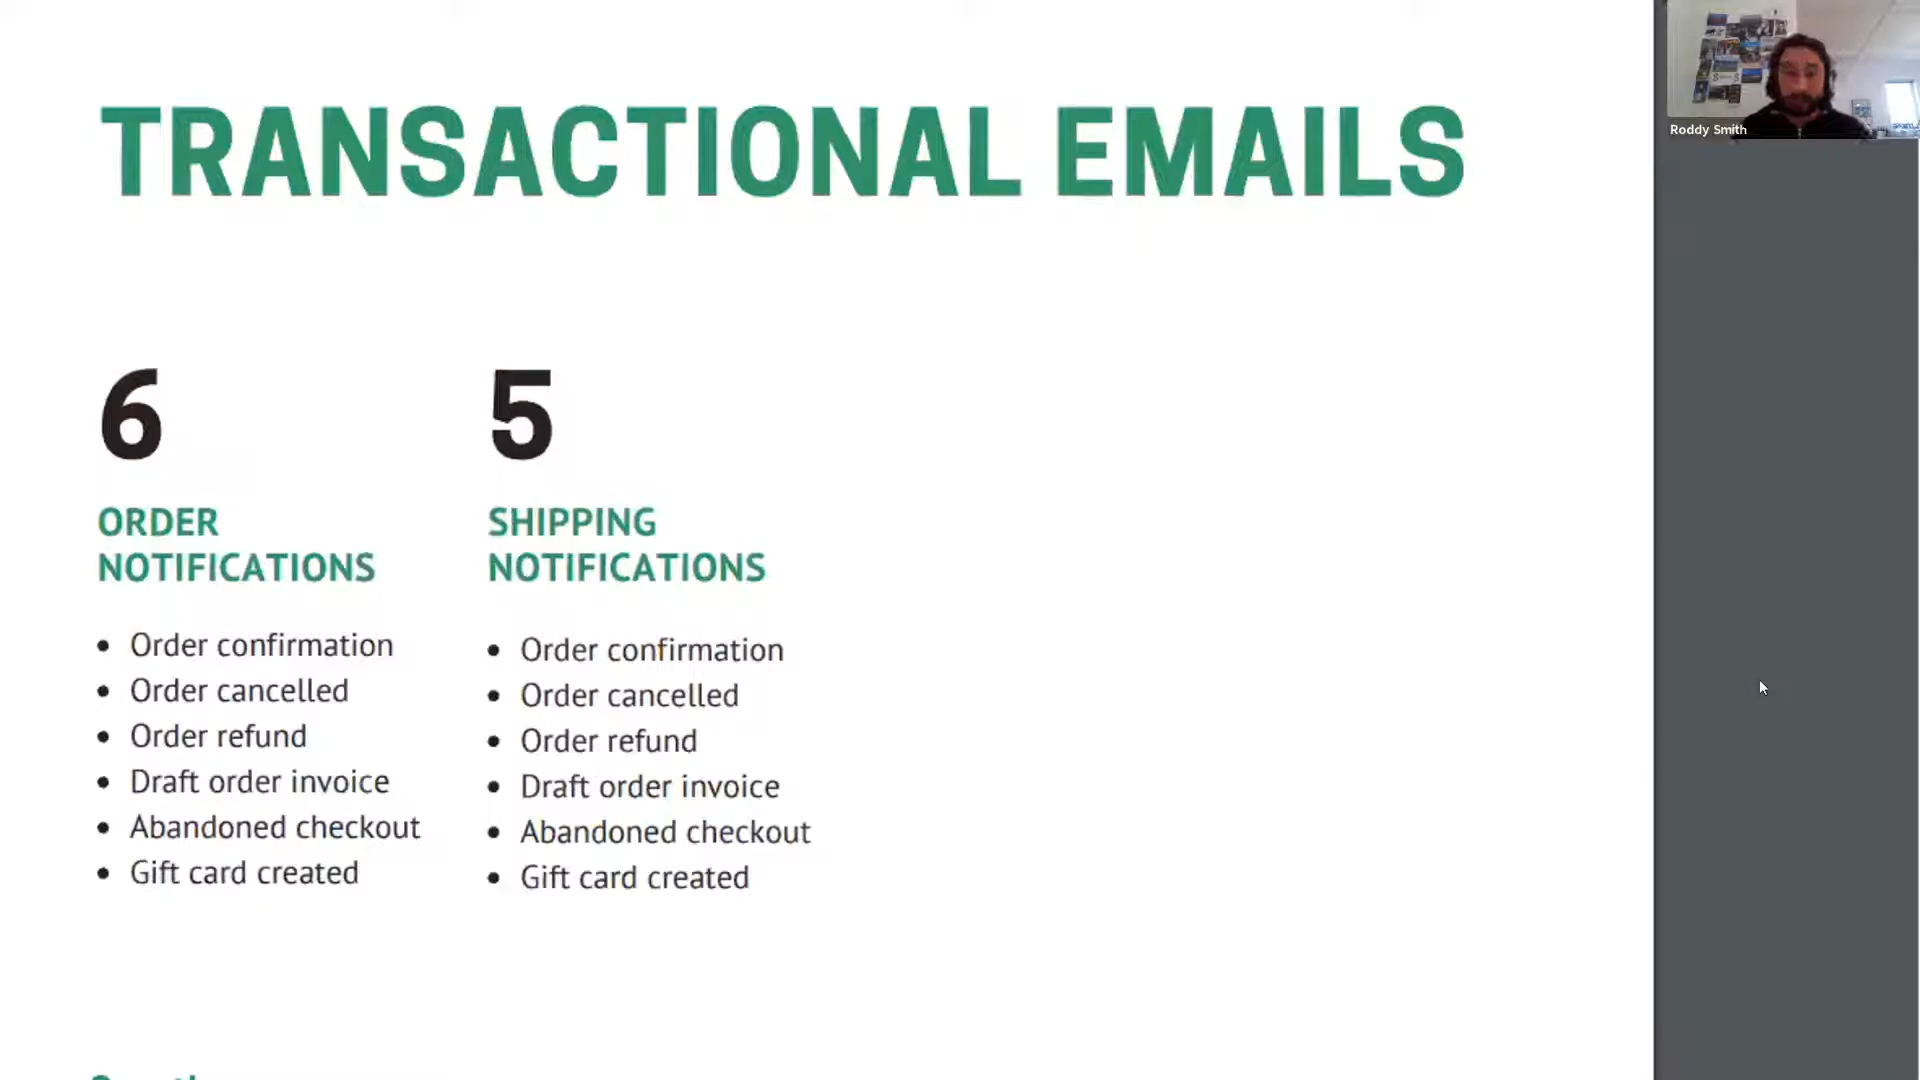 TRANSACTIONAL EMAILS
6
ORDER
NOTIFICATIONS
• Order confirmation
• Order cancelled
• Order refund
• Draft order invoice
• Abandoned checkout
• Gift card created
5
SHIPPING
NOTIFICATIONS
• Order confirmation
• Order cancelled
• Order refund
• Draft order invoice
• Abandoned checkout
• Gift card created
Roddy Smith